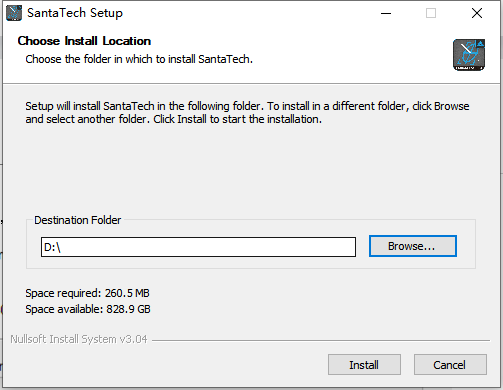 SantaTech Setup
Choose Install Location
Choose the folder in which to install SantaTech.
Setup will install SantaTech in the following folder. To install in a different folder, click Browse
and select another folder. Click Install to start the installation.
Destination Folder
D:\
Browse...
Space required: 260.5 MB
Space available: 828.9 GB
Nullsoft Install System v3.04
Install
Cancel